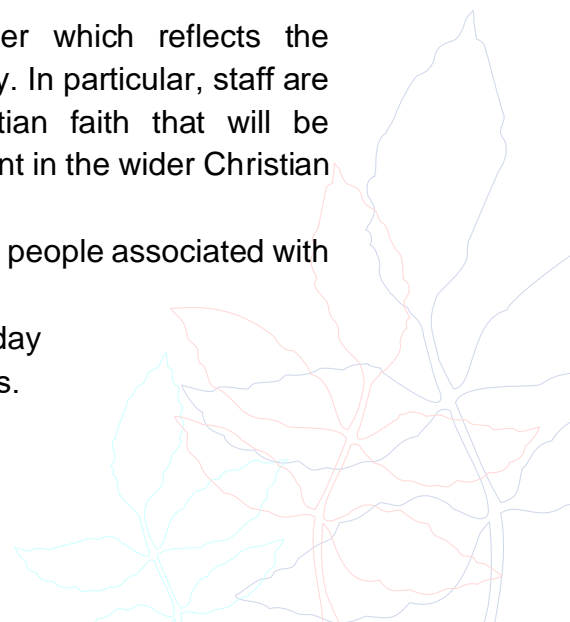 er which reflects the
y. In particular, staff are
tian faith that will be
nt in the wider Christian
people associated with
day
s.